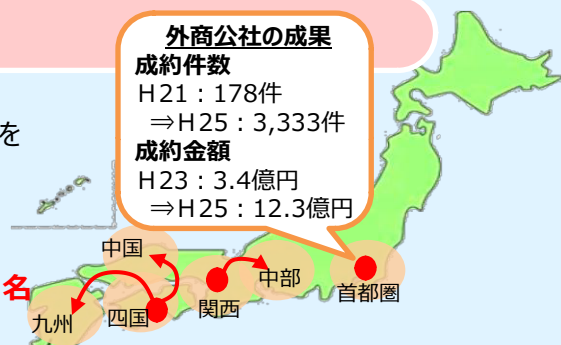 外商公社の成果
成約件数
H21：178件
⇒H25：3,333件
成約金額
H23：3.4億円
⇒H25：12.3億円
を
中国
名
九州
四国
関西
中部
首都圏